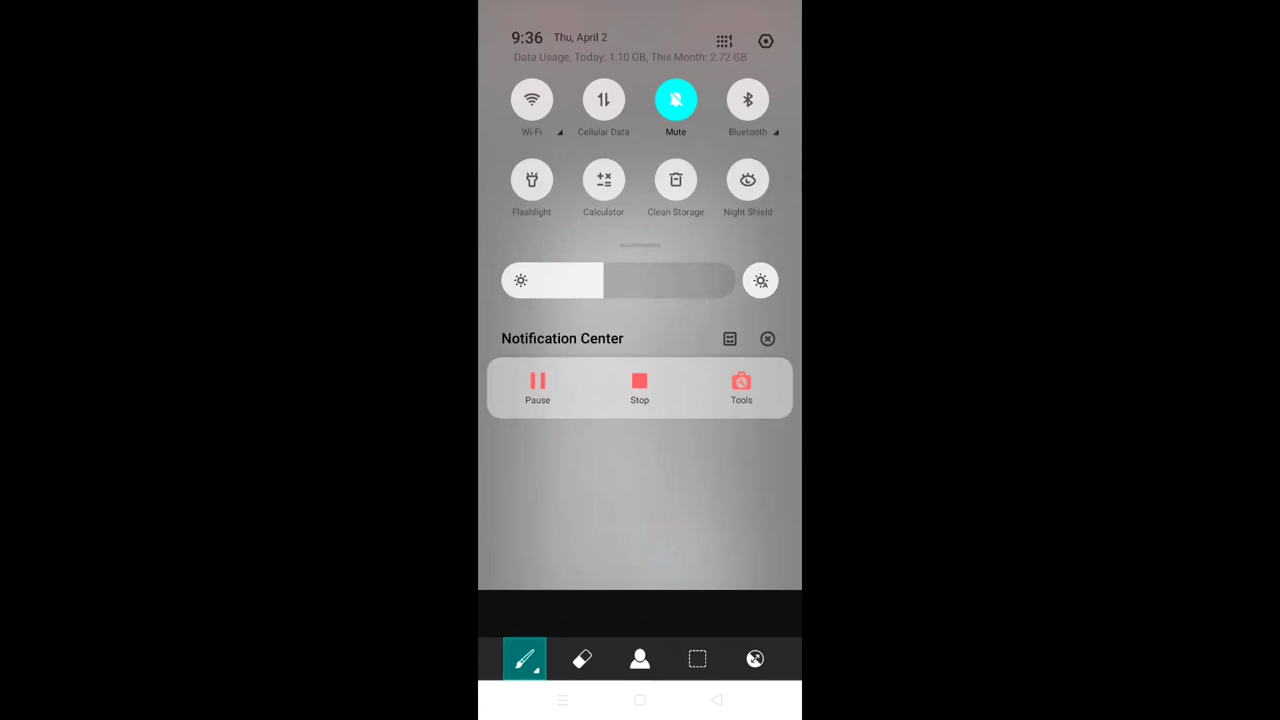 9:36 Thu, April 2
Data Usage, Today: 1.10 GB, This Month: 2.72 GB
Wi-Fi Cellular Data Mute Bluetooth
Flashlight Calculator Clean Storage Night Shield
Notification Center
Pause Stop Tools